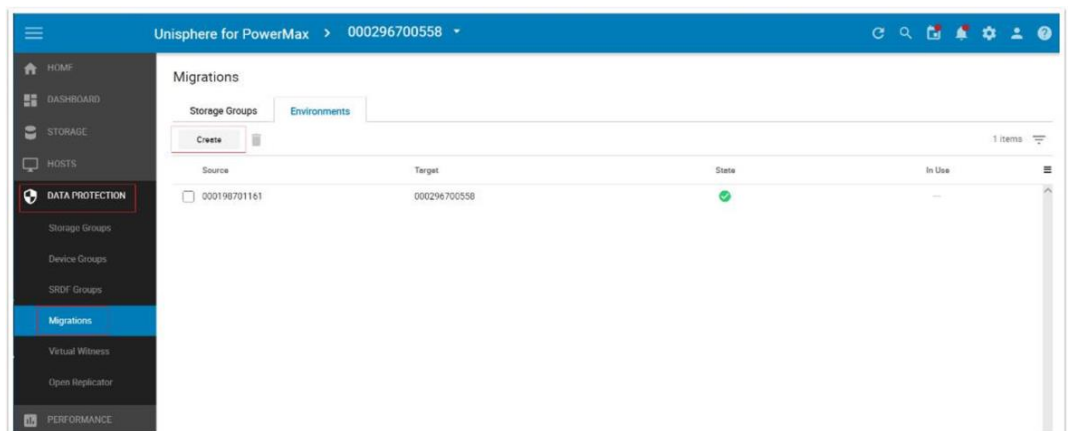 Unisphere for PowerMax > 000296700558
HOME
DASHBOARD
STORAGE
HOSTS
DATA PROTECTION
Storage Groups
Device Groups
SRDF Groups
Migrations
Virtual Witness
Open Replicator
PERFORMANCE
Migrations
Storage Groups Environments
Create 1 items
Source Target State In Use
000198701161 000296700558 —